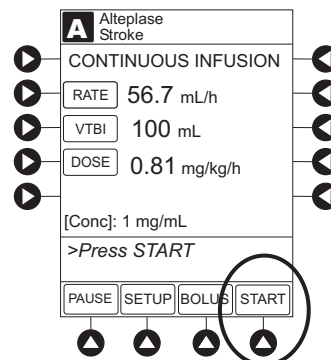 A Alteplase
Stroke
CONTINUOUS INFUSION
RATE 56.7 mL/h
VTBI 100 mL
DOSE 0.81 mg/kg/h
[Conc]: 1 mg/mL
>Press START
PAUSE SETUP BOLUS START